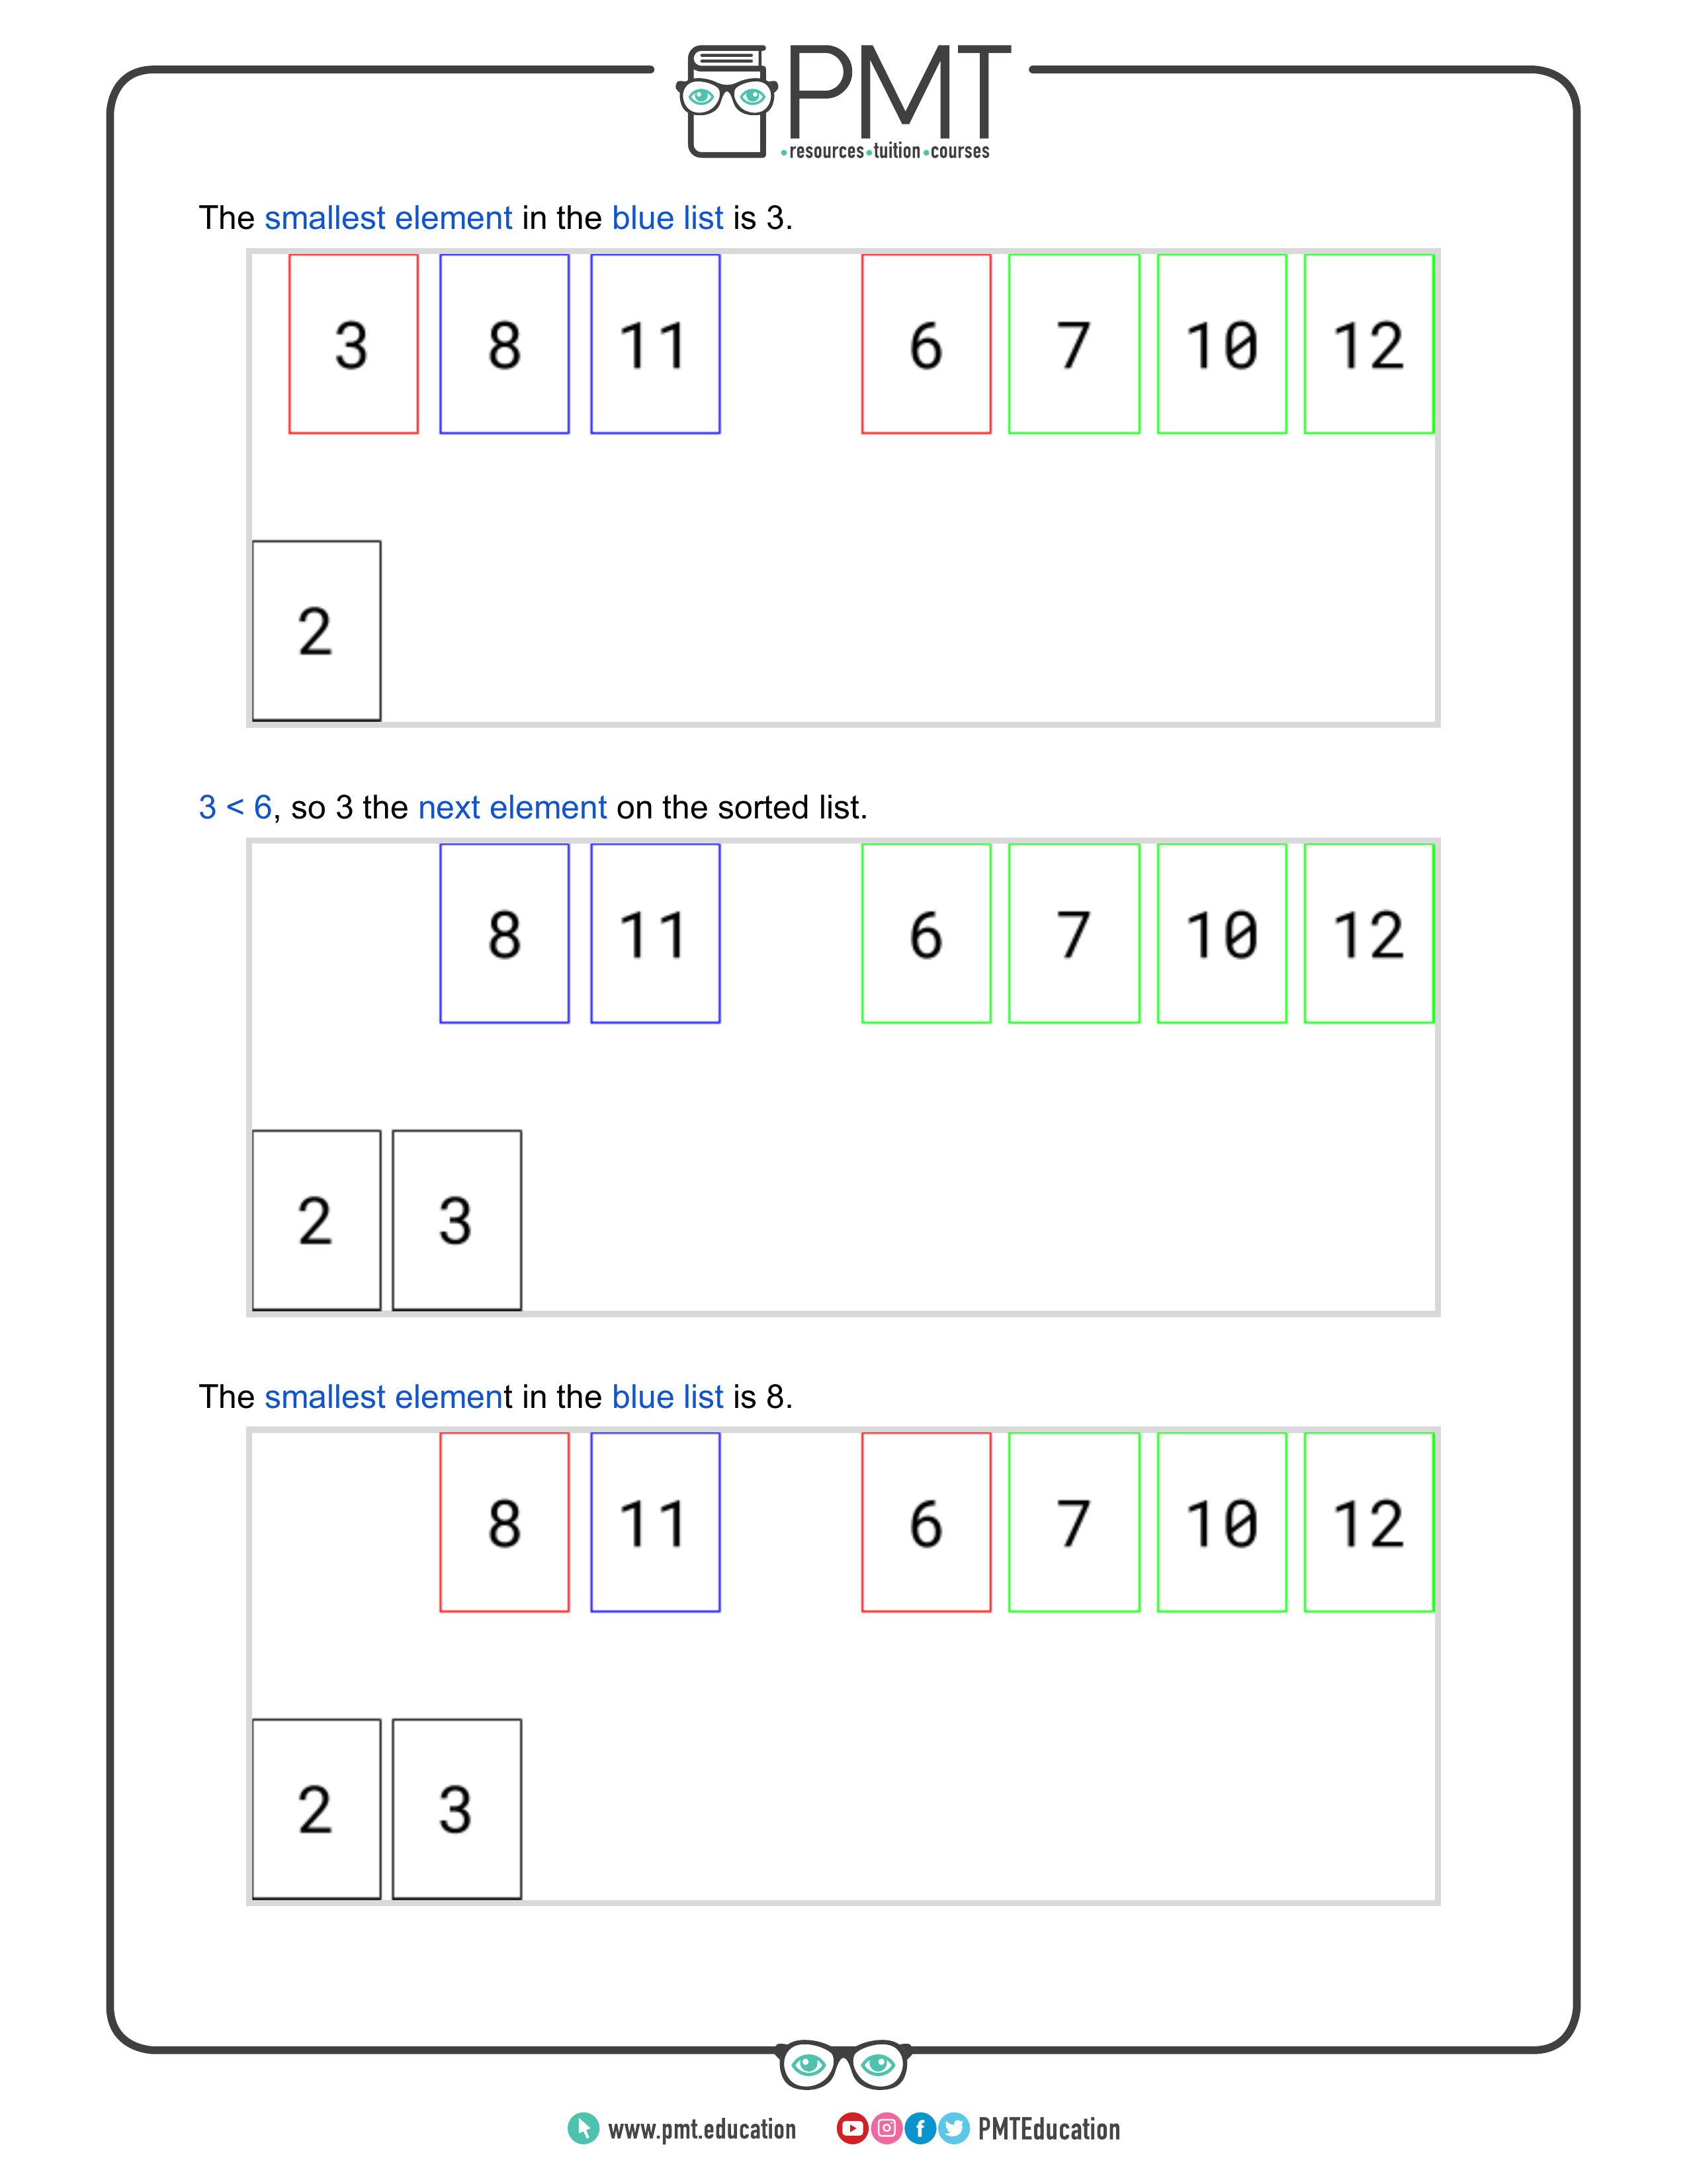 PMT
•resources•tuition•courses
The smallest element in the blue list is 3.
3 8 11 6 7 10 12
2
3 < 6, so 3 the next element on the sorted list.
8 11 6 7 10 12
2 3
The smallest element in the blue list is 8.
8 11 6 7 10 12
2 3
www.pmt.education PMTEducation